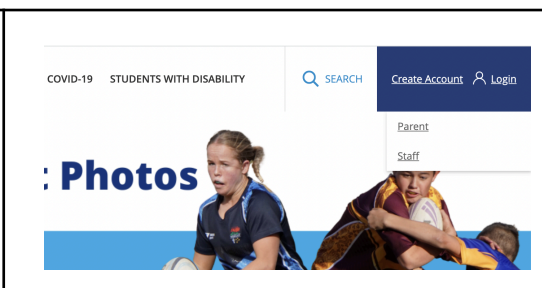 COVID-19 STUDENTS WITH DISABILITY SEARCH Create Account Login
Parent
Staff
: Photos